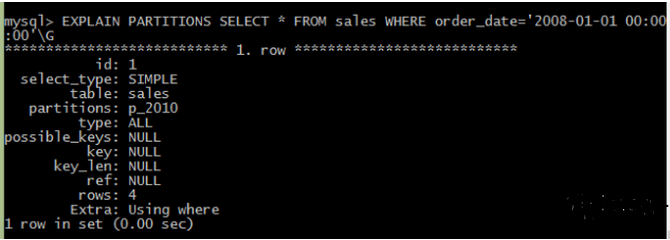 mysql> EXPLAIN PARTITIONS SELECT * FROM sales WHERE order_date='2008-01-01 00:00
:00'\G
*************************** 1. row ***************************
id: 1
select_type: SIMPLE
table: sales
partitions: p_2010
type: ALL
possible_keys: NULL
key: NULL
key_len: NULL
ref: NULL
rows: 4
Extra: Using where
1 row in set (0.00 sec)